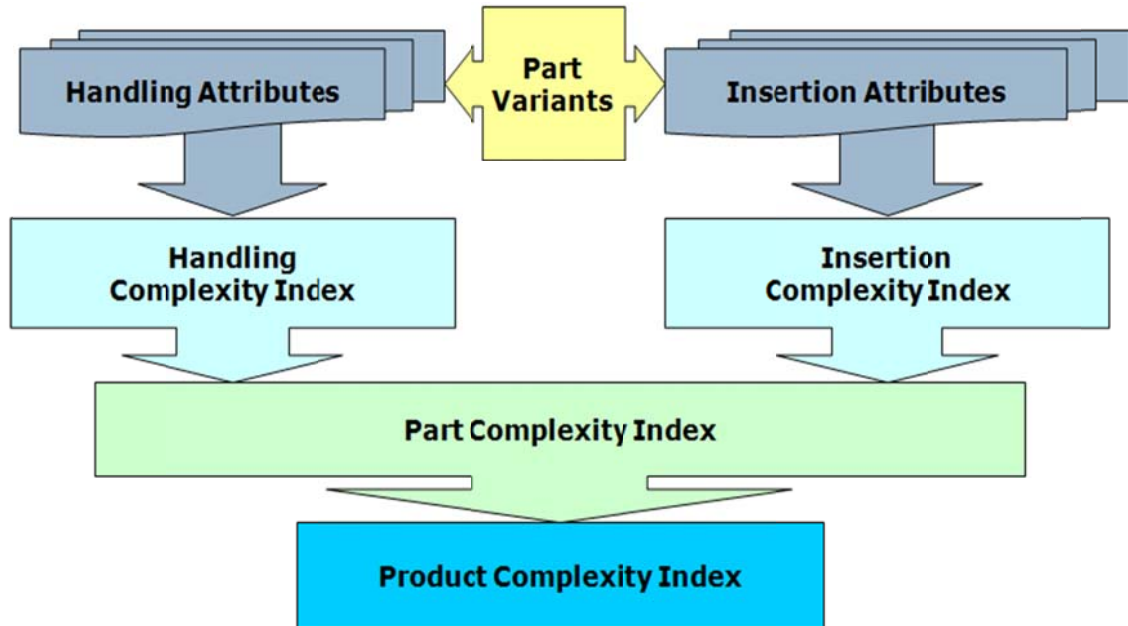 Handling Attributes
Part
Variants
Insertion Attributes
Handling
Complexity Index
Insertion
Complexity Index
Part Complexity Index
Product Complexity Index